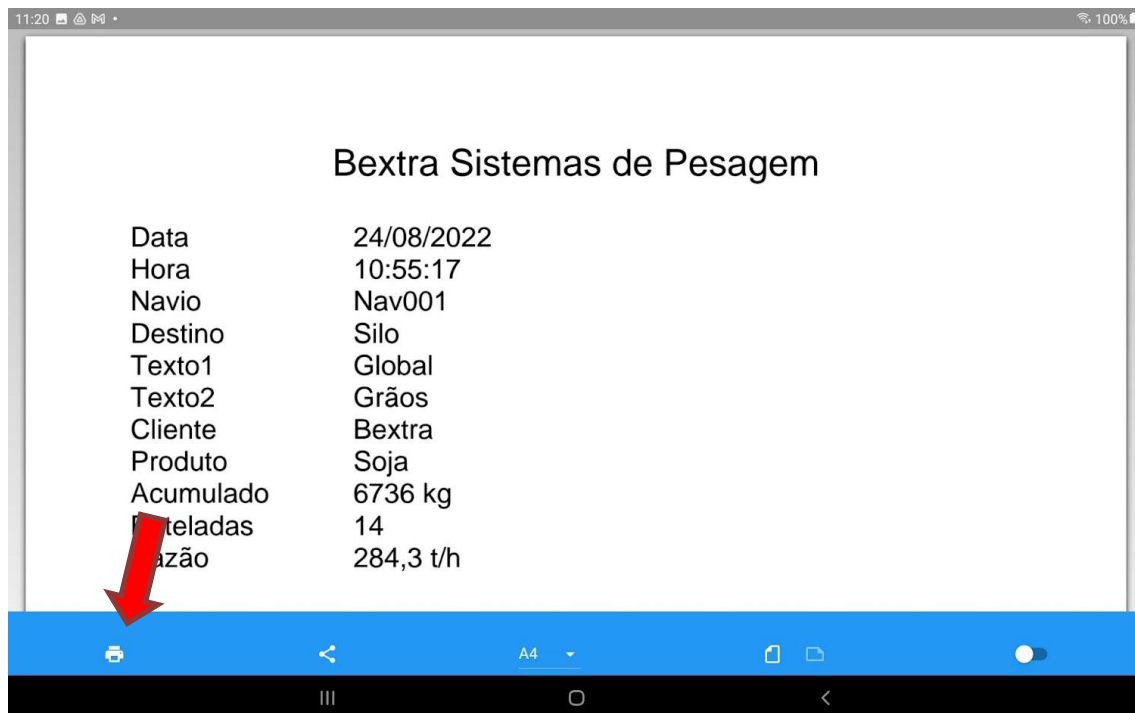 11:20 100%
Bextra Sistemas de Pesagem
Data 24/08/2022
Hora 10:55:17
Navio Nav001
Destino Silo
Texto1 Global
Texto2 Grãos
Cliente Bextra
Produto Soja
Acumulado 6736 kg
14
284,3 t/h
A4